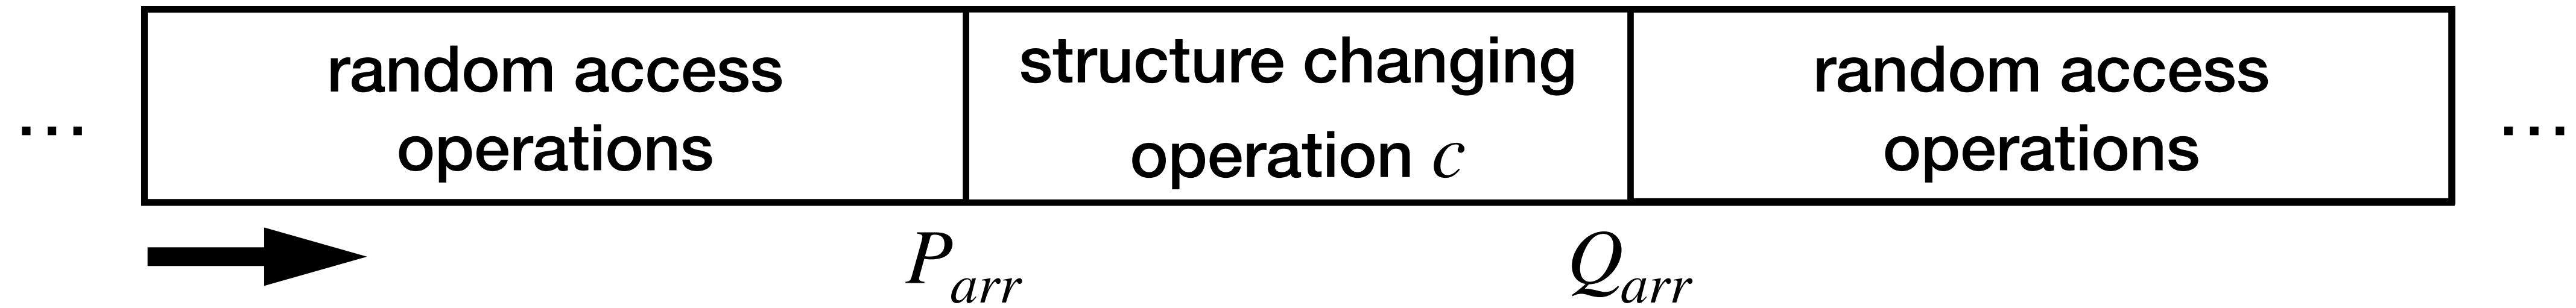 ... random access operations structure changing operation c random access operations ...
P_arr Q_arr